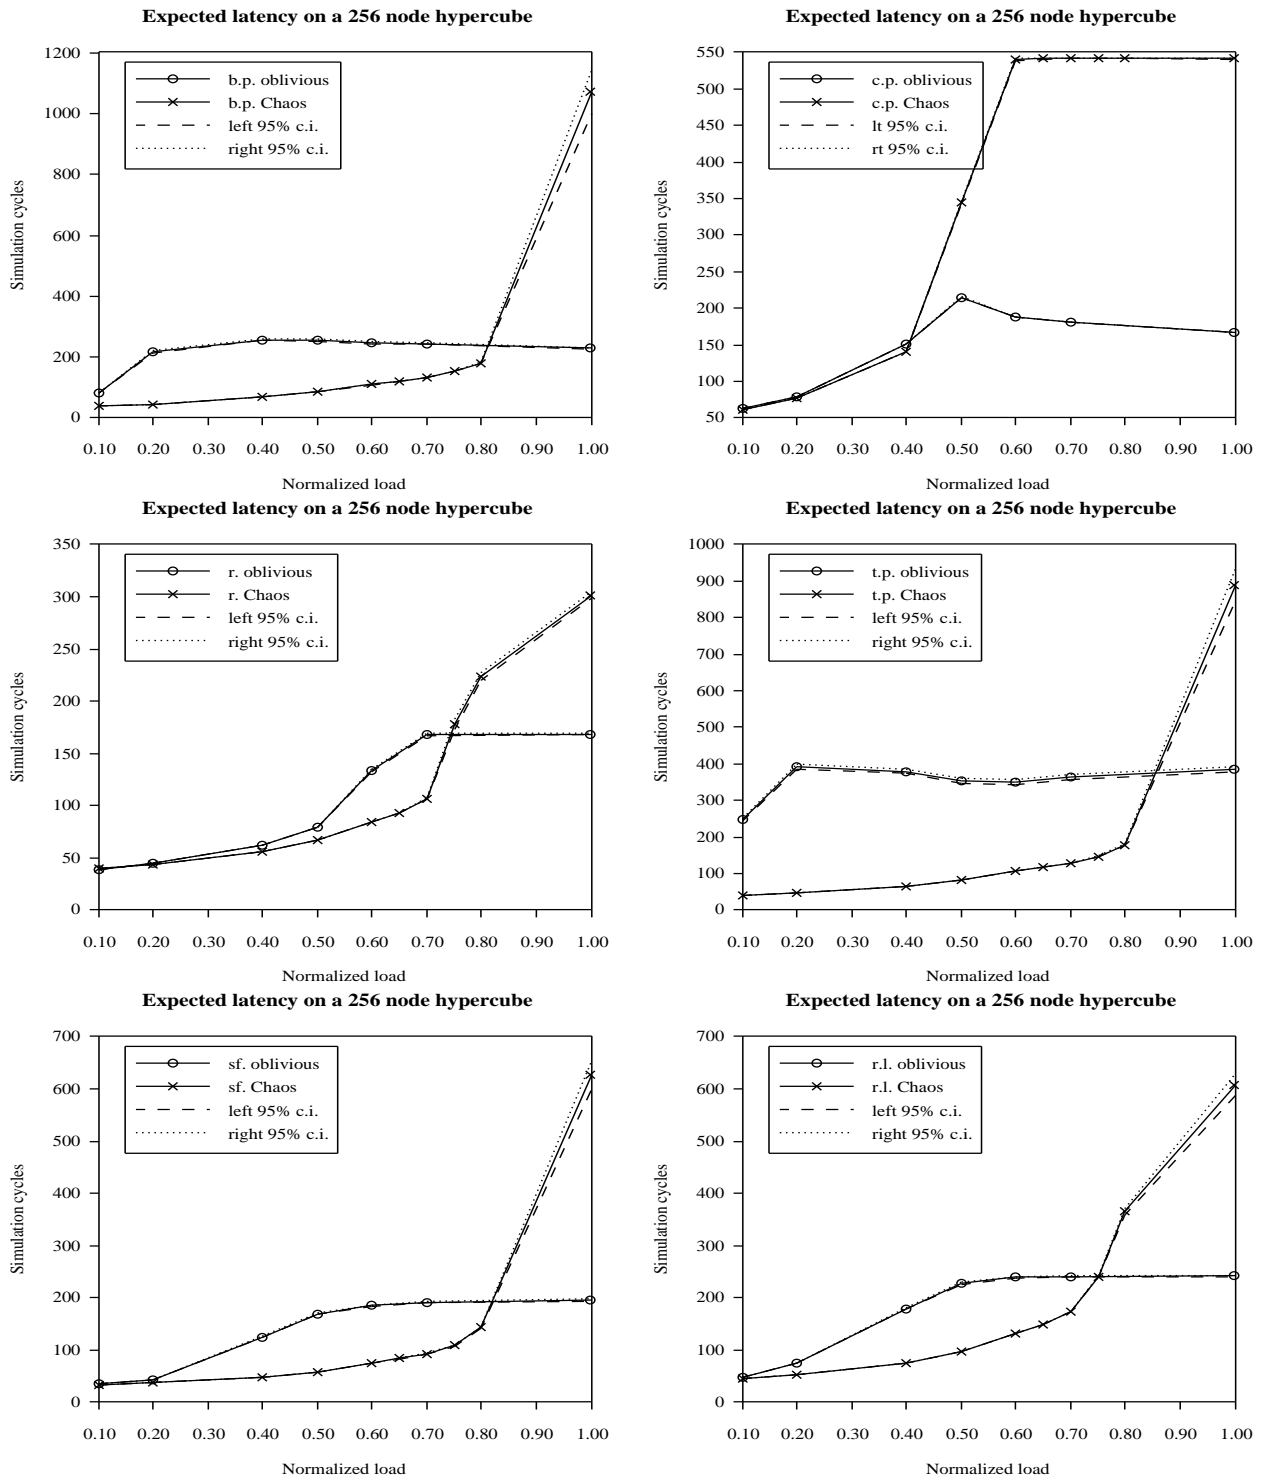 Expected latency on a 256 node hypercube
1200
1000
800
600
400
200
0
Simulation cycles
b.p. oblivious
b.p. Chaos
left 95% c.i.
right 95% c.i.
0.10 0.20 0.30 0.40 0.50 0.60 0.70 0.80 0.90 1.00
Normalized load
Expected latency on a 256 node hypercube
550
500
450
400
350
300
250
200
150
100
50
Simulation cycles
c.p. oblivious
c.p. Chaos
lt 95% c.i.
rt 95% c.i.
0.10 0.20 0.30 0.40 0.50 0.60 0.70 0.80 0.90 1.00
Normalized load
Expected latency on a 256 node hypercube
350
300
250
200
150
100
50
0
Simulation cycles
r. oblivious
r. Chaos
left 95% c.i.
right 95% c.i.
0.10 0.20 0.30 0.40 0.50 0.60 0.70 0.80 0.90 1.00
Normalized load
Expected latency on a 256 node hypercube
1000
900
800
700
600
500
400
300
200
100
0
Simulation cycles
t.p. oblivious
t.p. Chaos
left 95% c.i.
right 95% c.i.
0.10 0.20 0.30 0.40 0.50 0.60 0.70 0.80 0.90 1.00
Normalized load
Expected latency on a 256 node hypercube
700
600
500
400
300
200
100
0
Simulation cycles
sf. oblivious
sf. Chaos
left 95% c.i.
right 95% c.i.
0.10 0.20 0.30 0.40 0.50 0.60 0.70 0.80 0.90 1.00
Normalized load
Expected latency on a 256 node hypercube
700
600
500
400
300
200
100
0
Simulation cycles
r.l. oblivious
r.l. Chaos
left 95% c.i.
right 95% c.i.
0.10 0.20 0.30 0.40 0.50 0.60 0.70 0.80 0.90 1.00
Normalized load